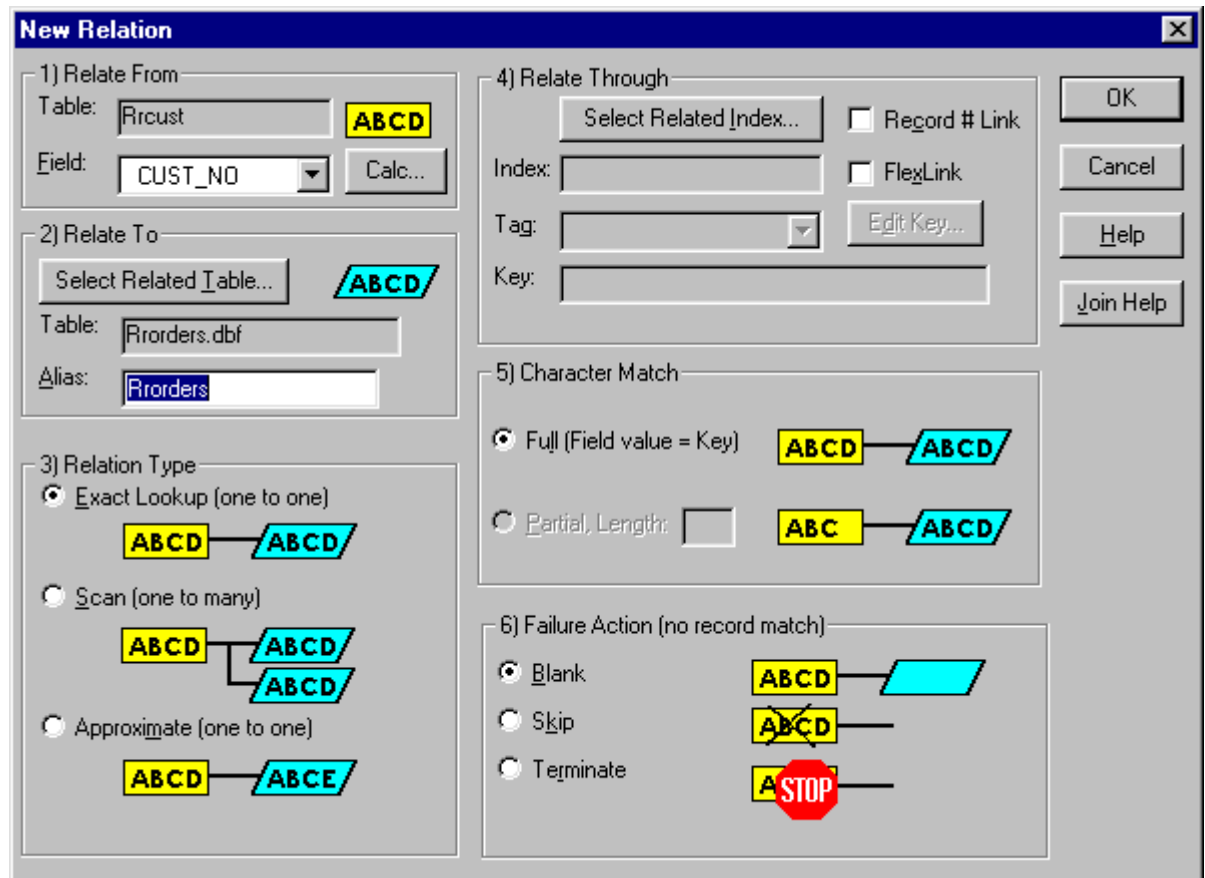 New Relation
1) Relate From
Table: Rrcust ABCD
Field: CUST_NO Calc...
2) Relate To
Select Related Table... ABCD
Table: Rrorders.dbf
Alias: Rrorders
3) Relation Type
Exact Lookup (one to one)
ABCD ABCD
Scan (one to many)
ABCD ABCD
ABCD
Approximate (one to one)
ABCD ABCE
4) Relate Through
Select Related Index... Record # Link
Index: FlexLink
Tag: Edit Key...
Key:
5) Character Match
Full (Field value = Key) ABCD ABCD
Partial, Length: ABC ABCD
6) Failure Action (no record match)
Blank ABCD
Skip ABCD
Terminate A STOP
OK
Cancel
Help
Join Help